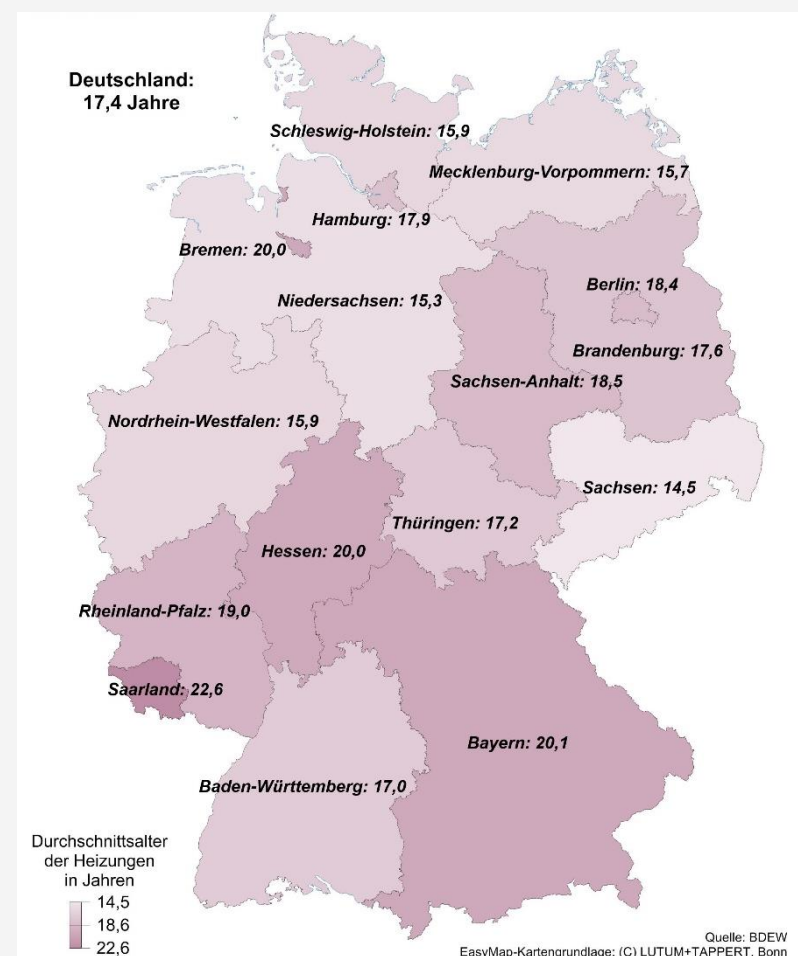 Deutschland:
17,4 Jahre
Schleswig-Holstein: 15,9
Mecklenburg-Vorpommern: 15,7
Hamburg: 17,9
Bremen: 20,0
Berlin: 18,4
Niedersachsen: 15,3
Brandenburg: 17,6
Sachsen-Anhalt: 18,5
Nordrhein-Westfalen: 15,9
Sachsen: 14,5
Thüringen: 17,2
Hessen: 20,0
Rheinland-Pfalz: 19,0
Saarland: 22,6
Bayern: 20,1
Baden-Württemberg: 17,0
Durchschnittsalter
der Heizungen
in Jahren
14,5
18,6
22,6
Quelle: BDEW
EasyMap-Kartengrundlage: (C) LUTUM+TAPPERT, Bonn